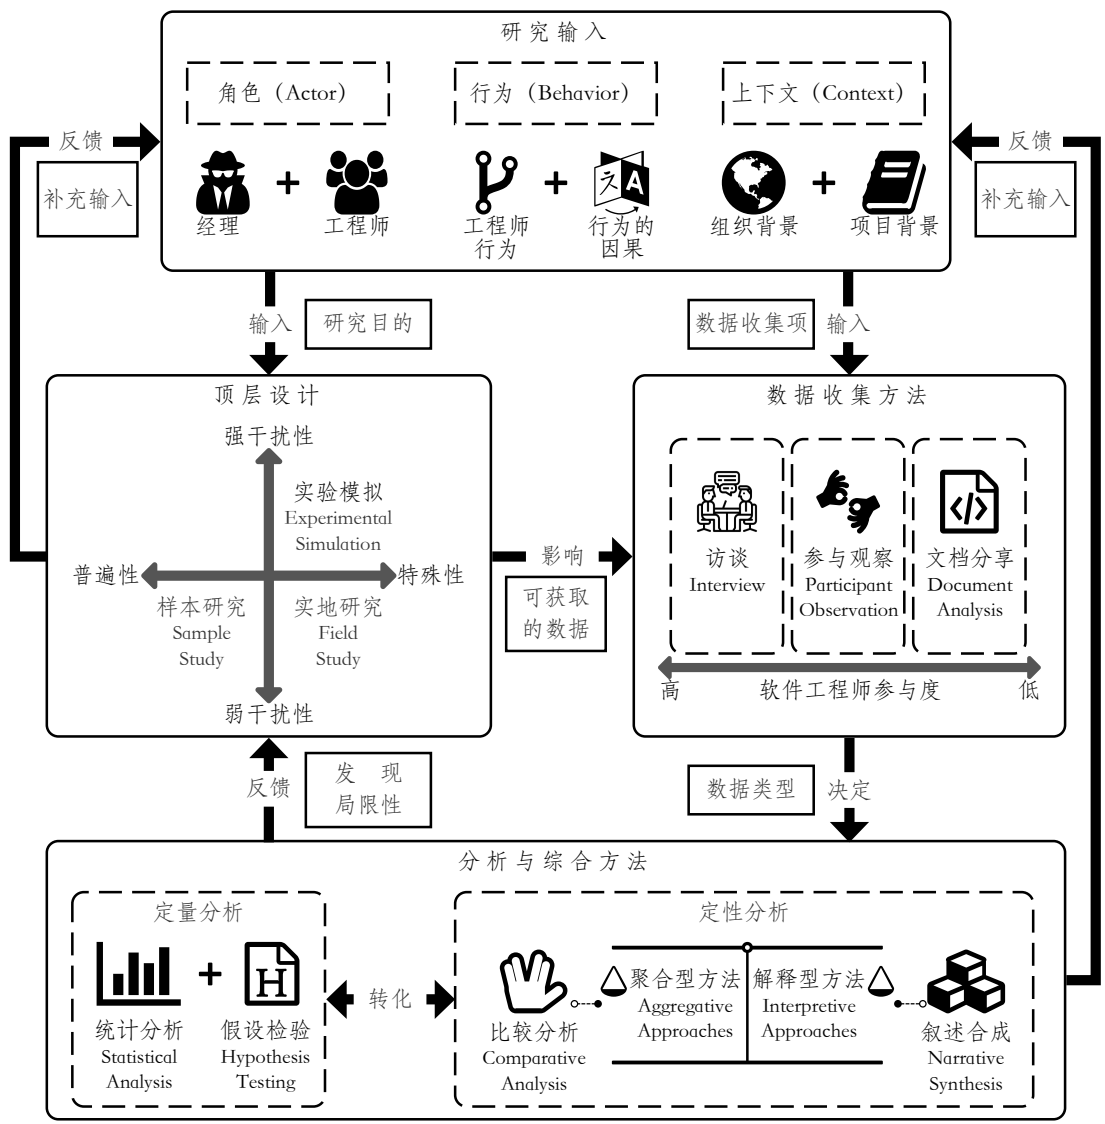 研究输入
角色（Actor）
行为（Behavior）
上下文（Context）
反馈
补充输入
反馈
补充输入
经理
工程师
工程师
行为
行为的
因果
组织背景
项目背景
输入
研究目的
数据收集项
输入
顶层设计
强干扰性
实验模拟
Experimental
Simulation
普遍性
特殊性
样本研究
Sample
Study
实地研究
Field
Study
弱干扰性
影响
可获取
的数据
数据收集方法
访谈
Interview
参与观察
Participant
Observation
文档分享
Document
Analysis
高
软件工程师参与度
低
反馈
发 现
局限性
数据类型
决定
分析与综合方法
定量分析
统计分析
Statistical
Analysis
H
假设检验
Hypothesis
Testing
转化
定性分析
比较分析
Comparative
Analysis
聚合型方法
Aggregative
Approaches
解释型方法
Interpretive
Approaches
叙述合成
Narrative
Synthesis